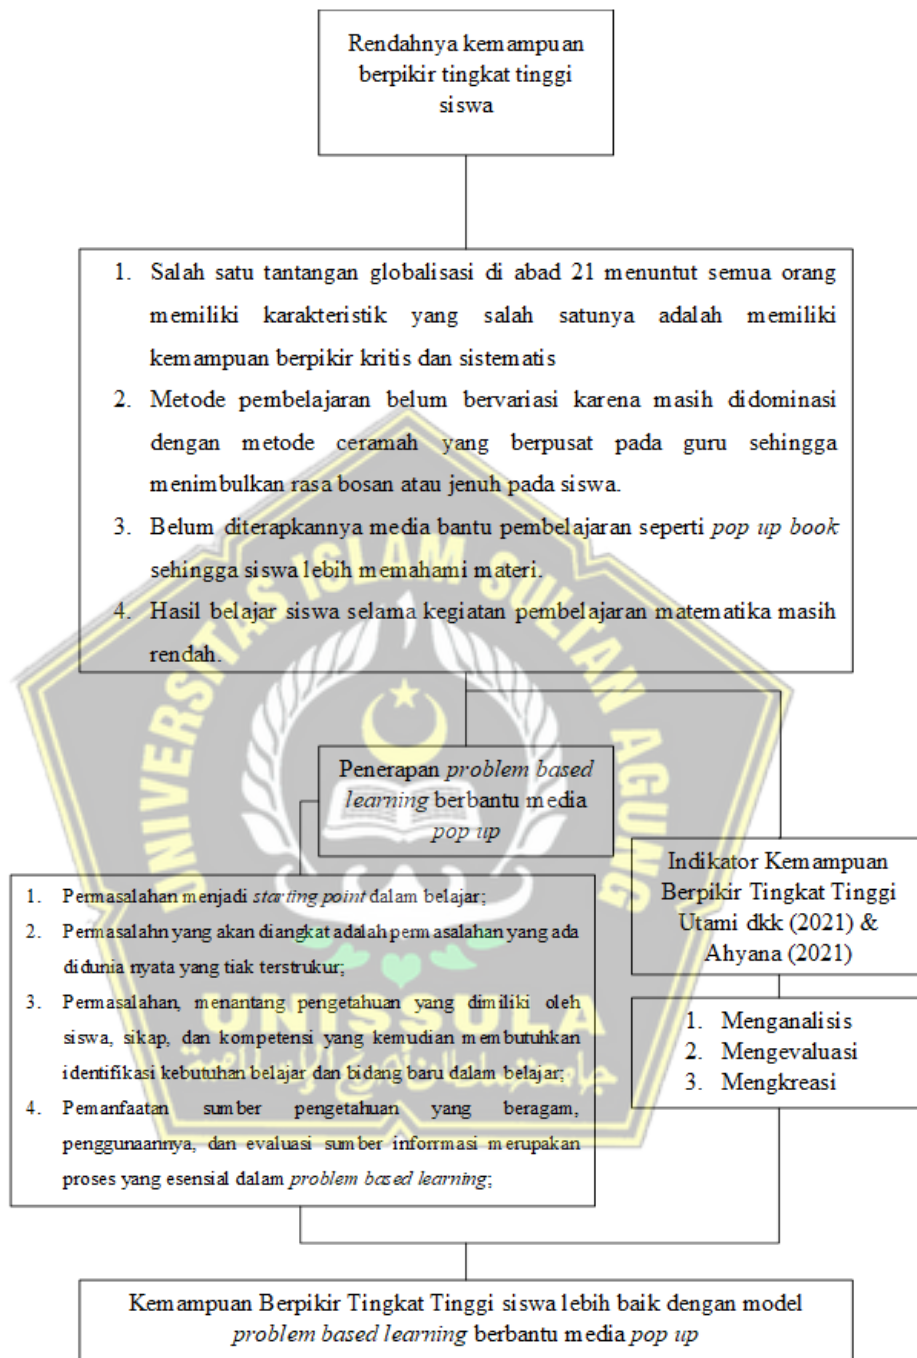 Rendahnya kemampuan
berpikir tingkat tinggi
siswa
1. Salah satu tantangan globalisasi di abad 21 menuntut semua orang
memiliki karakteristik yang salah satunya adalah memiliki
kemampuan berpikir kritis dan sistematis
2. Metode pembelajaran belum bervariasi karena masih didominasi
dengan metode ceramah yang berpusat pada guru sehingga
menimbulkan rasa bosan atau jenuh pada siswa.
3. Belum diterapkannya media bantu pembelajaran seperti pop up book
sehingga siswa lebih memahami materi.
4. Hasil belajar siswa selama kegiatan pembelajaran matematika masih
rendah.
UNIVERSITAS ISLAM SULTAN AGUNG
Penerapan problem based
learning berbantu media
pop up
1. Permasalahan menjadi starting point dalam belajar;
2. Permasalahn yang akan diangkat adalah permasalahan yang ada
didunia nyata yang tiak terstrukur;
3. Permasalahan, menantang pengetahuan yang dimiliki oleh
siswa, sikap, dan kompetensi yang kemudian membutuhkan
identifikasi kebutuhan belajar dan bidang baru dalam belajar;
4. Pemanfaatan sumber pengetahuan yang beragam,
penggunaannya, dan evaluasi sumber inforrmasi merupakan
proses yang esensial dalam problem based learning;
Indikator Kemampuan
Berpikir Tingkat Tinggi
Utami dkk (2021) &
Ahyana (2021)
1. Menganalisis
2. Mengevaluasi
3. Mengkreasi
UNISSULA
Kemampuan Berpikir Tingkat Tinggi siswa lebih baik dengan model
problem based learning berbantu media pop up